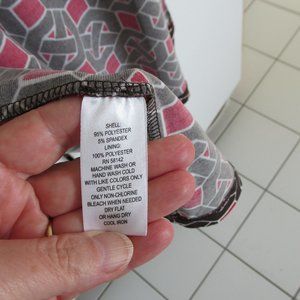 SHELL:
95% POLYESTER
5% SPANDEX
LINING:
100% POLYESTER
RN 58142
MACHINE WASH OR
HAND WASH COLD
WITH LIKE COLORS ONLY
GENTLE CYCLE
ONLY NON-CHLORINE
BLEACH WHEN NEEDED
DRY FLAT
OR HANG DRY
COOL IRON